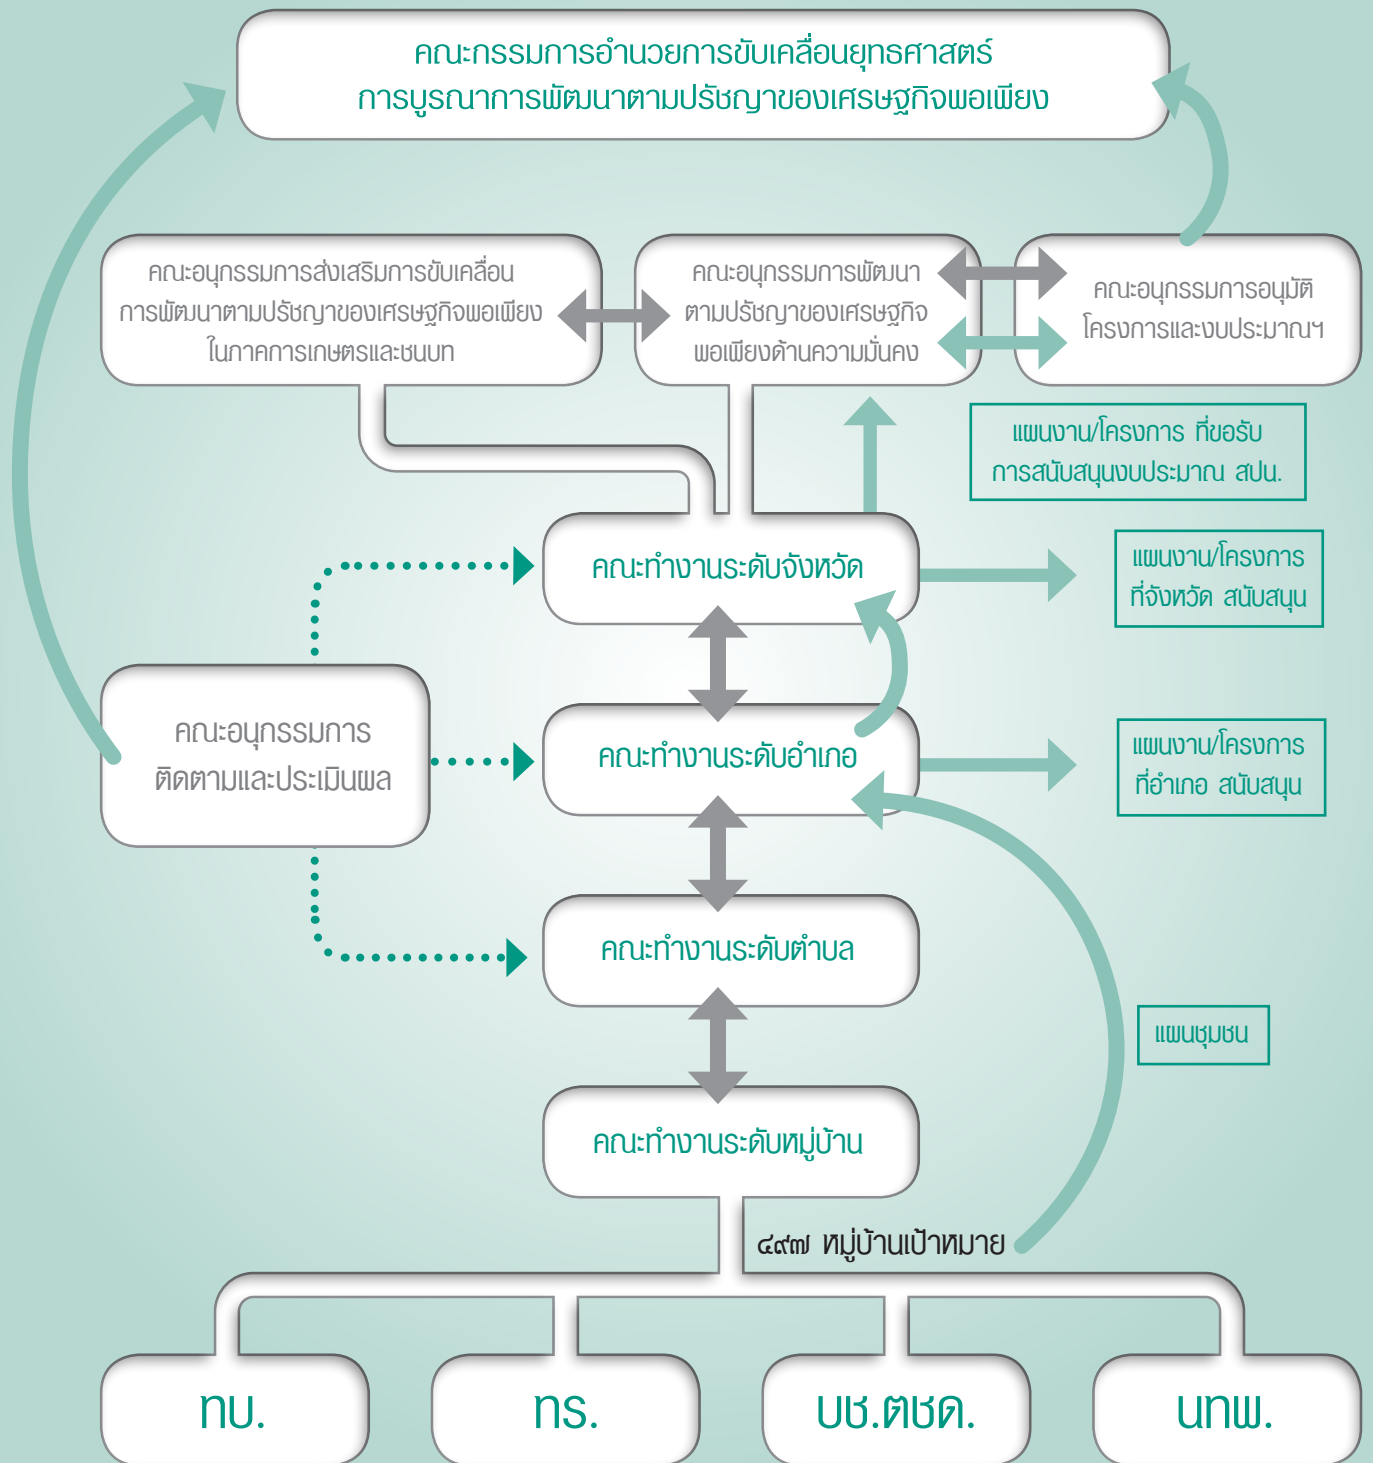 คณะกรรมการอำนวยการขับเคลื่อนยุทธศาสตร์
การบูรณาการพัฒนาตามปรัชญาของเศรษฐกิจพอเพียง
คณะอนุกรรมการส่งเสริมการขับเคลื่อน
การพัฒนาตามปรัชญาของเศรษฐกิจพอเพียง
ในภาคการเกษตรและชนบท
คณะอนุกรรมการพัฒนา
ตามปรัชญาของเศรษฐกิจ
พอเพียงด้านความมั่นคง
คณะอนุกรรมการอนุมัติ
โครงการและงบประมาณฯ
แผนงาน/โครงการ ที่ขอรับ
การสนับสนุนงบประมาณ สปน.
คณะทำงานระดับจังหวัด
แผนงาน/โครงการ
ที่จังหวัด สนับสนุน
คณะอนุกรรมการ
ติดตามและประเมินผล
คณะทำงานระดับอำเภอ
แผนงาน/โครงการ
ที่อำเภอ สนับสนุน
คณะทำงานระดับตำบล
แผนชุมชน
คณะทำงานระดับหมู่บ้าน
๔๙๗ หมู่บ้านเป้าหมาย
ทบ.
ทร.
บช.ตชด.
นทพ.